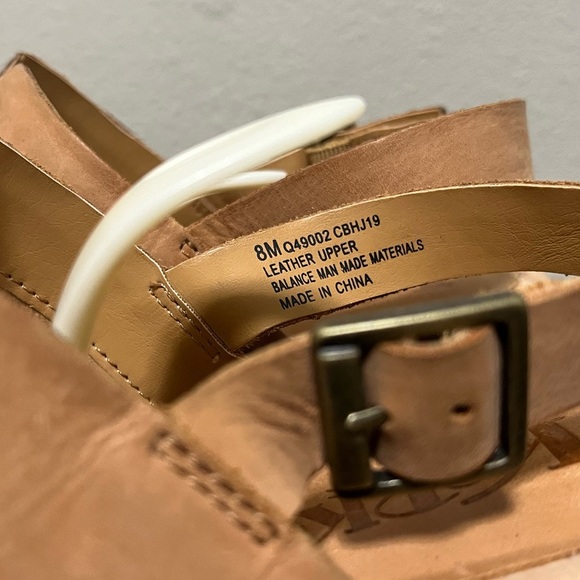 8M Q49002 CBHJ19
LEATHER UPPER
BALANCE MAN MADE MATERIALS
MADE IN CHINA